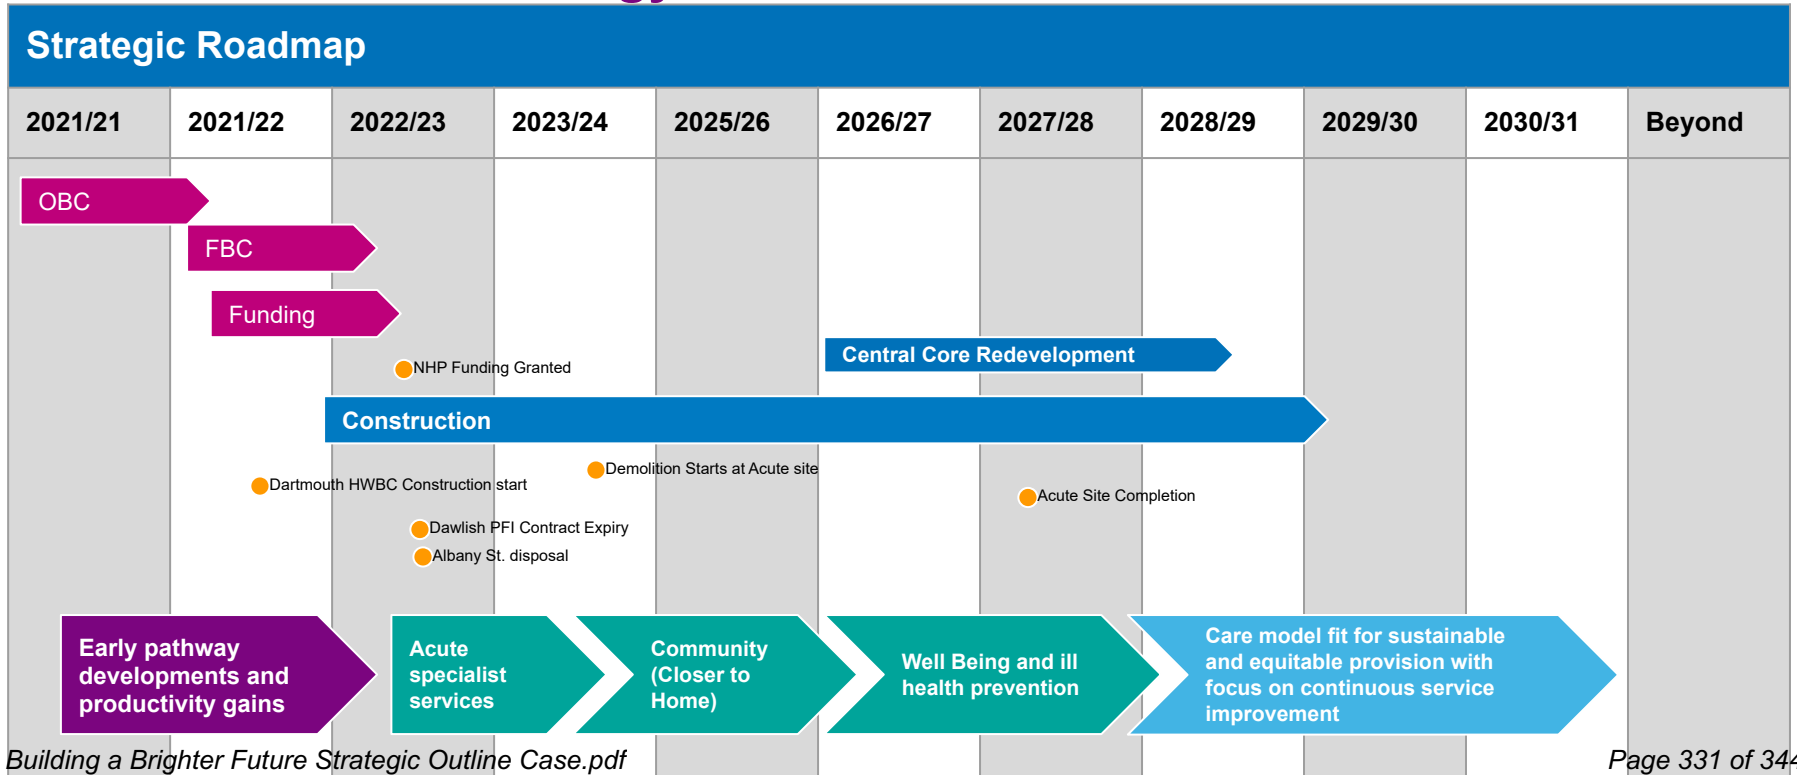 Strategic Roadmap
2021/21 2021/22 2022/23 2023/24 2025/26 2026/27 2027/28 2028/29 2029/30 2030/31 Beyond
OBC
FBC
Funding
NHP Funding Granted
Central Core Redevelopment
Construction
Demolition Starts at Acute site
Dartmouth HWBC Construction start
Acute Site Completion
Dawlish PFI Contract Expiry
Albany St. disposal
Early pathway
developments and
productivity gains
Acute
specialist
services
Community
(Closer to
Home)
Well Being and ill
health prevention
Care model fit for sustainable
and equitable provision with
focus on continuous service
improvement
Building a Brighter Future Strategic Outline Case.pdf
Page 331 of 344